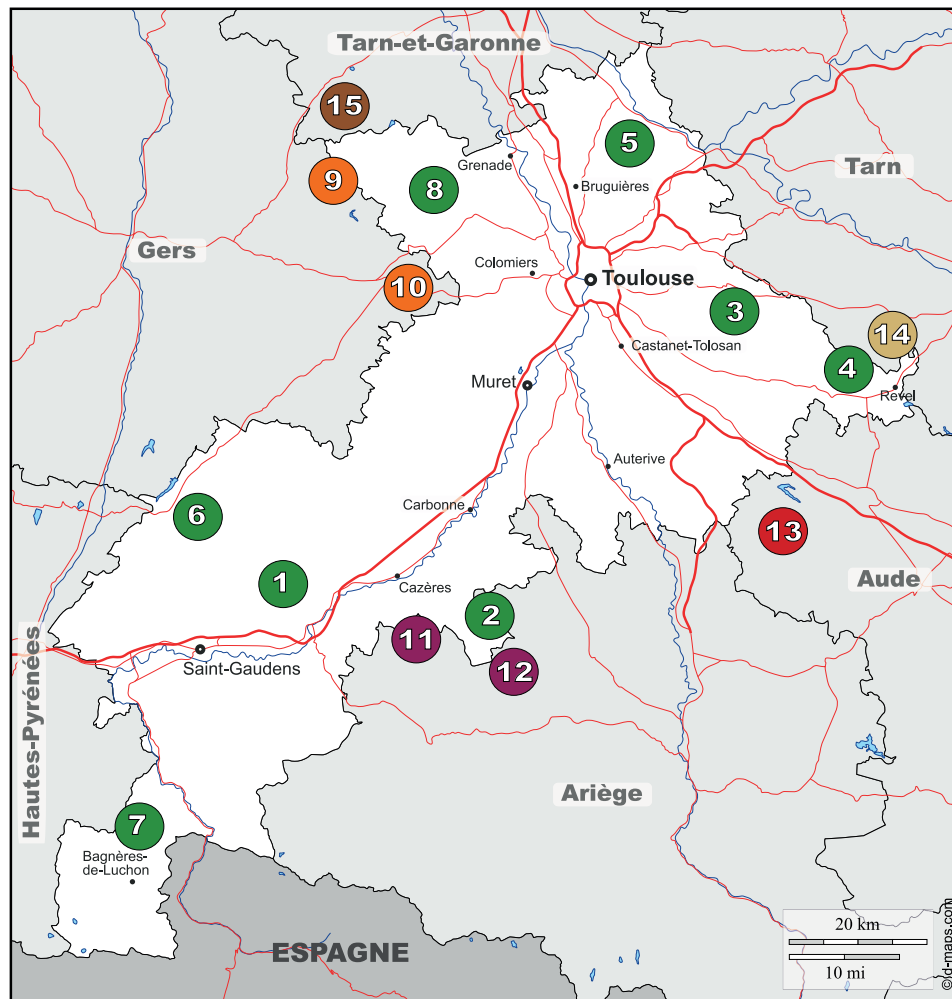 Tarn-et-Garonne
15
5
Grenade
Tarn
9
8
Bruguières
Gers
Colomiers
10
Toulouse
3
14
Castanet-Tolosan
4
Muret
Revel
Auterive
Carbonne
6
13
Aude
1
Cazères
2
11
Hautes-Pyrénées
Saint-Gaudens
12
Ariège
7
Bagnères-
de-Luchon
20 km
ESPAGNE
10 mi
©d-maps.com